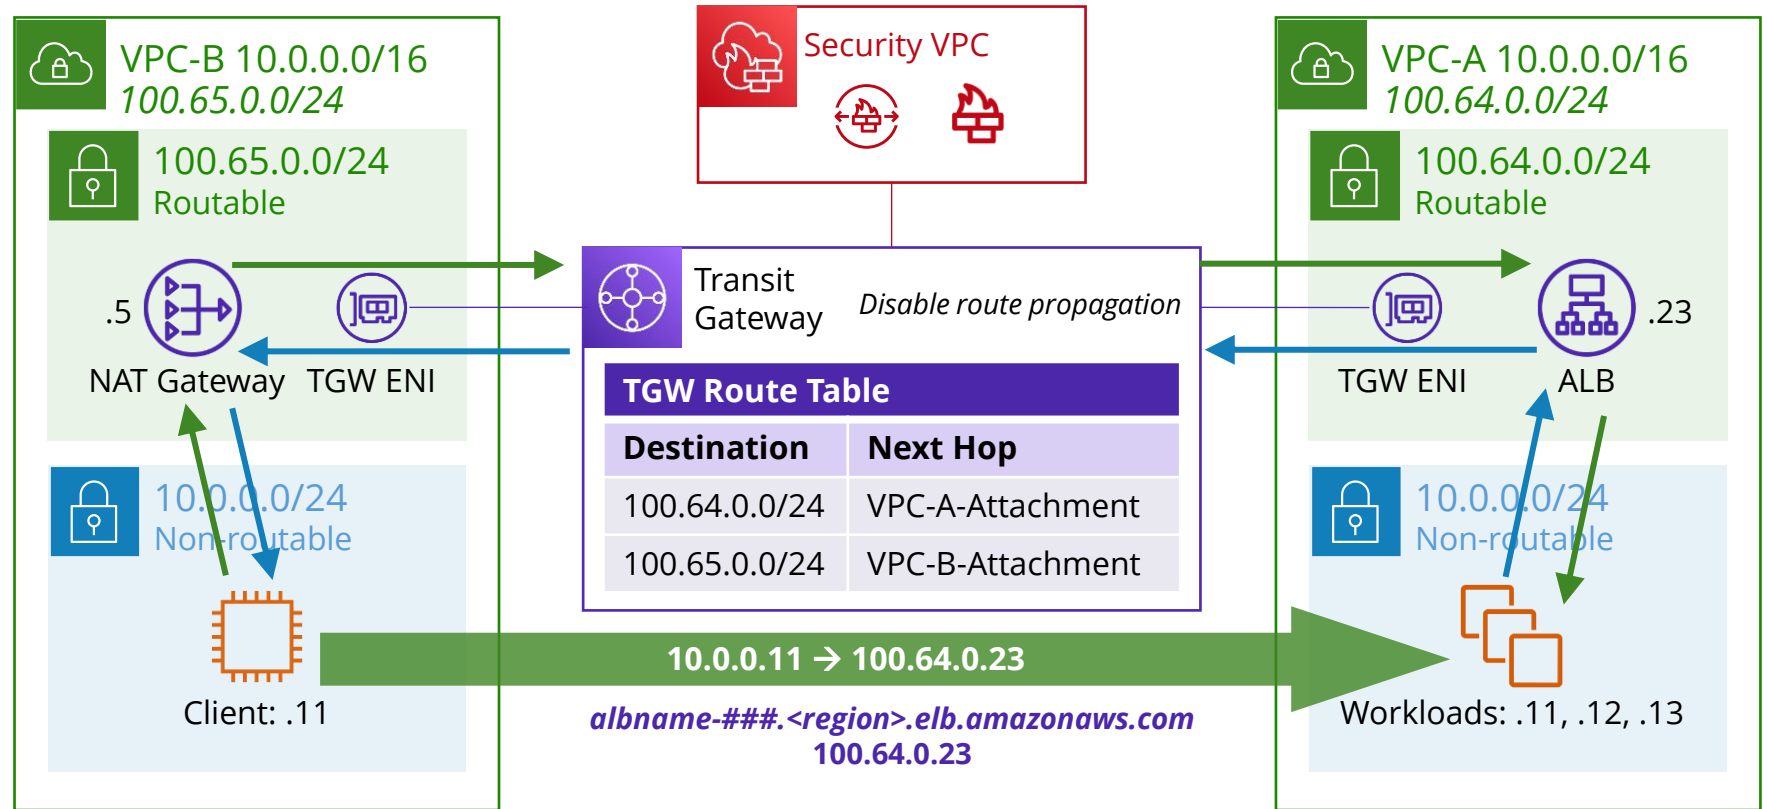 VPC-B 10.0.0.0/16
100.65.0.0/24
100.65.0.0/24
Routable
.5
NAT Gateway
TGW ENI
10.0.0.0/24
Non-routable
Client: .11
Security VPC
Transit
Gateway
Disable route propagation
TGW Route Table
Destination
Next Hop
100.64.0.0/24
VPC-A-Attachment
100.65.0.0/24
VPC-B-Attachment
10.0.0.11 → 100.64.0.23
albname-###.<region>.elb.amazonaws.com
100.64.0.23
VPC-A 10.0.0.0/16
100.64.0.0/24
100.64.0.0/24
Routable
.23
TGW ENI
ALB
10.0.0.0/24
Non-routable
Workloads: .11, .12, .13